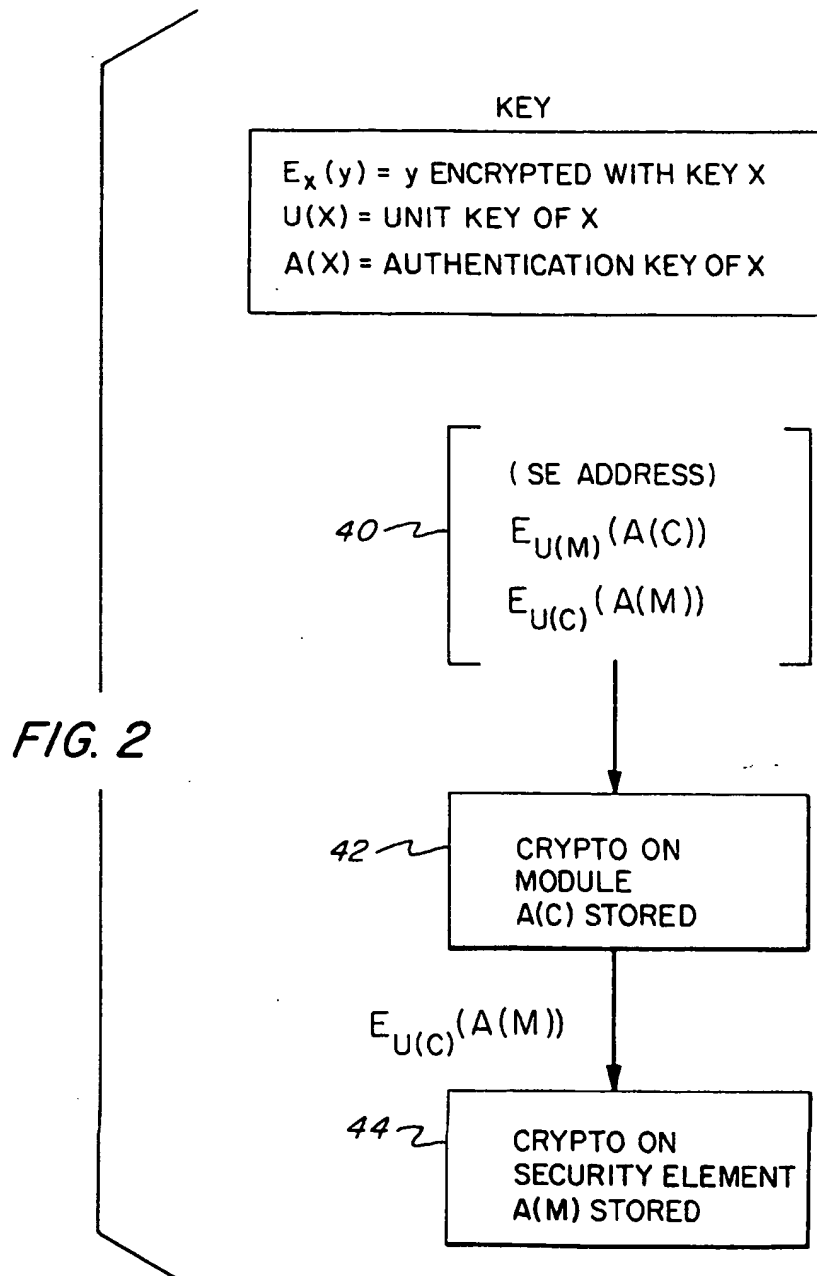 KEY
E_X(y) = y ENCRYPTED WITH KEY X
U(X) = UNIT KEY OF X
A(X) = AUTHENTICATION KEY OF X
(SE ADDRESS)
40
E_U(M)(A(C))
E_U(C)(A(M))
FIG. 2
42
CRYPTO ON
MODULE
A(C) STORED
E_U(C)(A(M))
44
CRYPTO ON
SECURITY ELEMENT
A(M) STORED